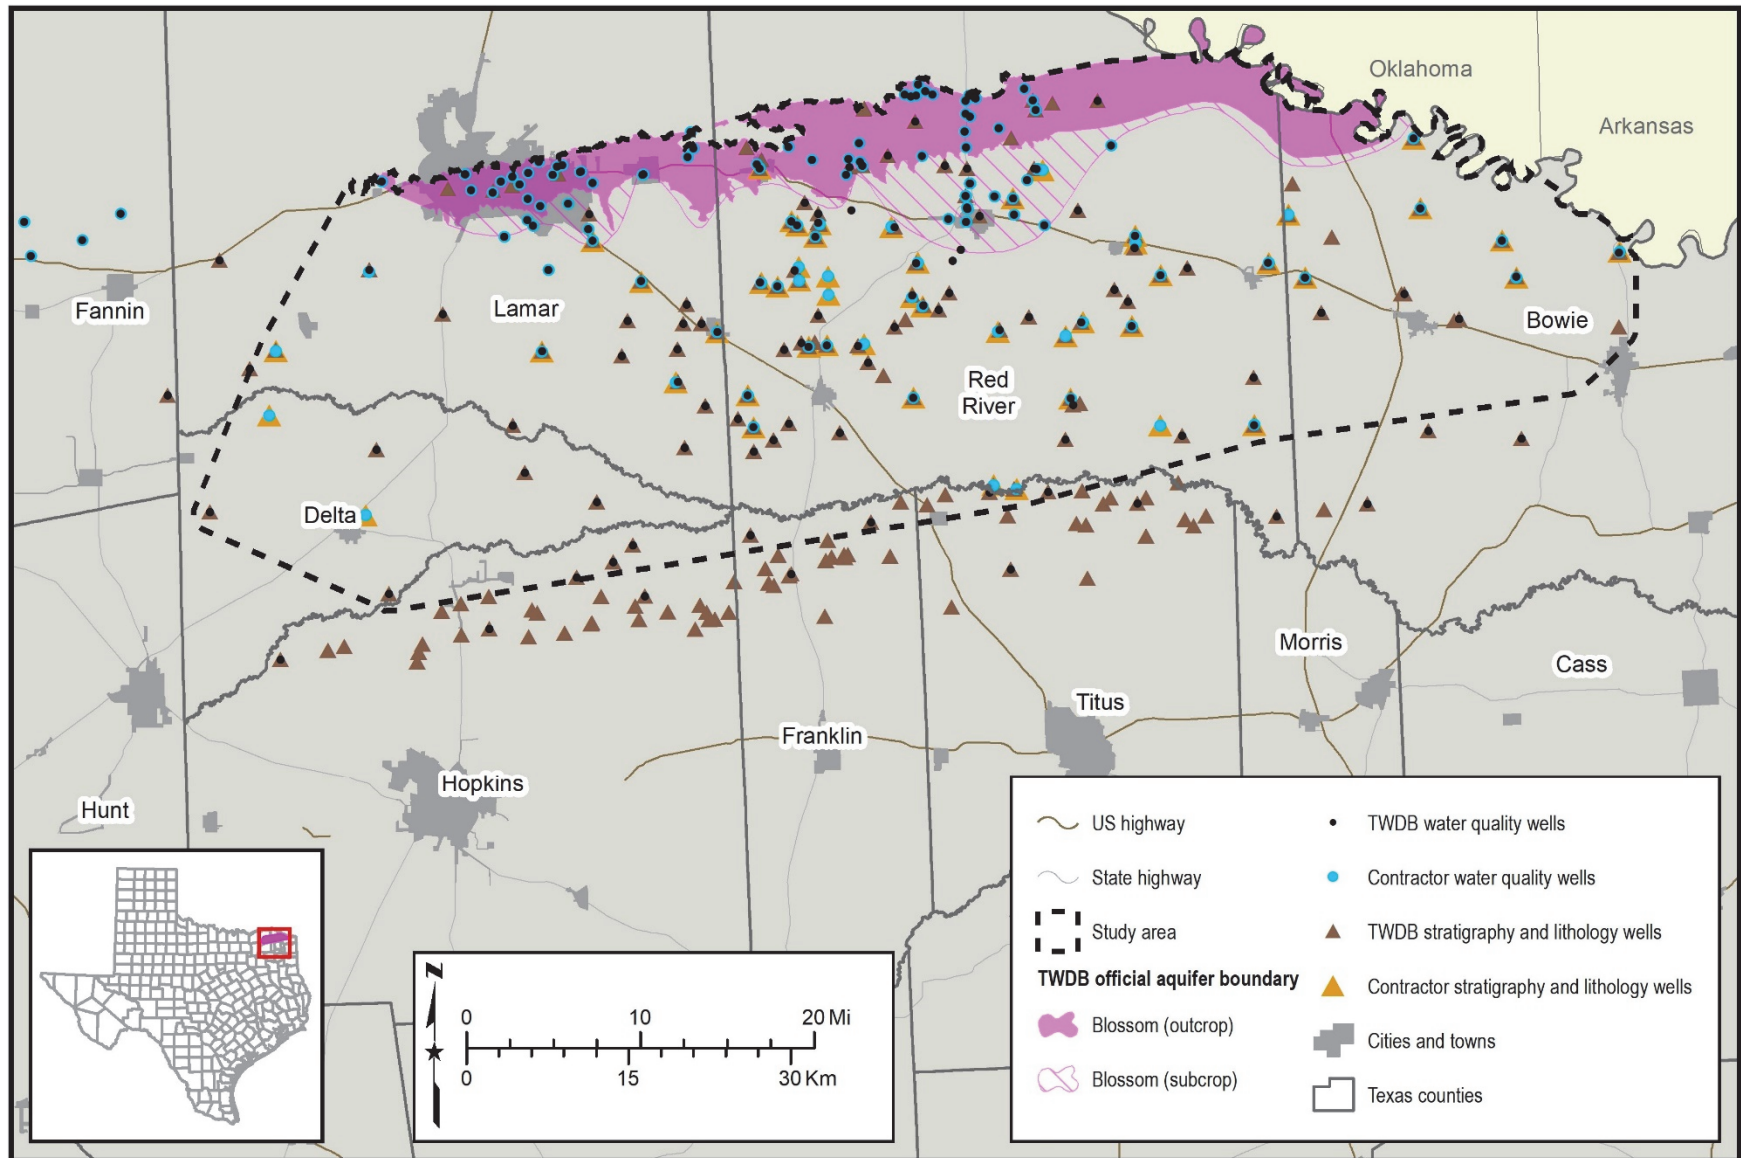 Oklahoma
Arkansas
Fannin
Lamar
Bowie
Red
River
Delta
Morris
Cass
Titus
Franklin
Hopkins
Hunt
US highway
State highway
Study area
TWDB official aquifer boundary
Blossom (outcrop)
Blossom (subcrop)
TWDB water quality wells
Contractor water quality wells
TWDB stratigraphy and lithology wells
Contractor stratigraphy and lithology wells
Cities and towns
Texas counties
N
0 10 20 Mi
0 15 30 Km